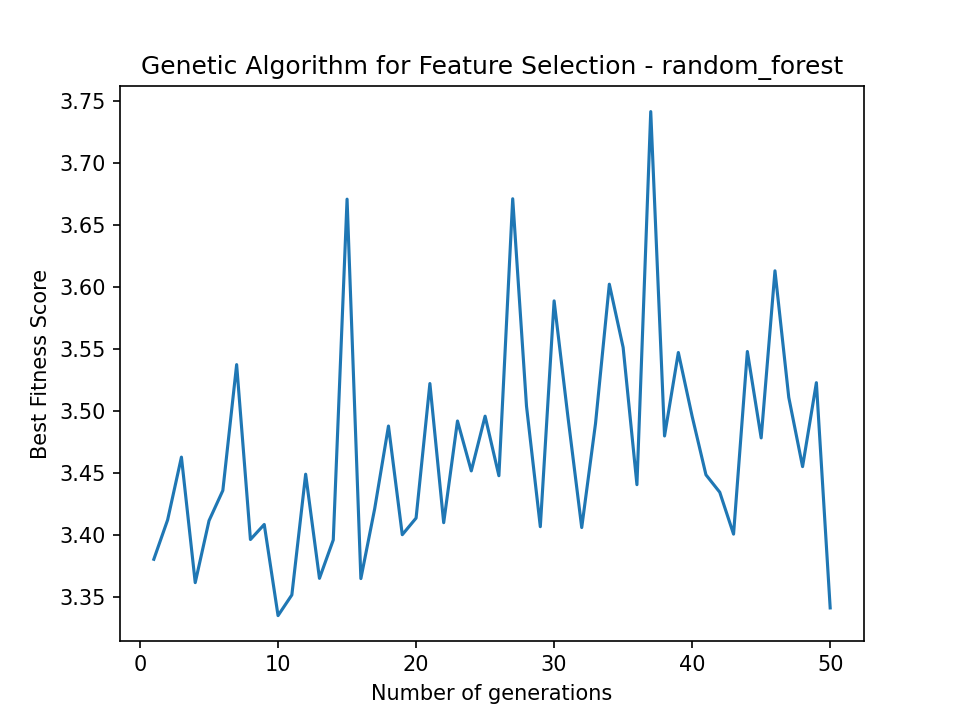 Genetic Algorithm for Feature Selection - random_forest
3.75
3.70
3.65
3.60
3.55
3.50
3.45
3.40
3.35
Best Fitness Score
0 10 20 30 40 50
Number of generations